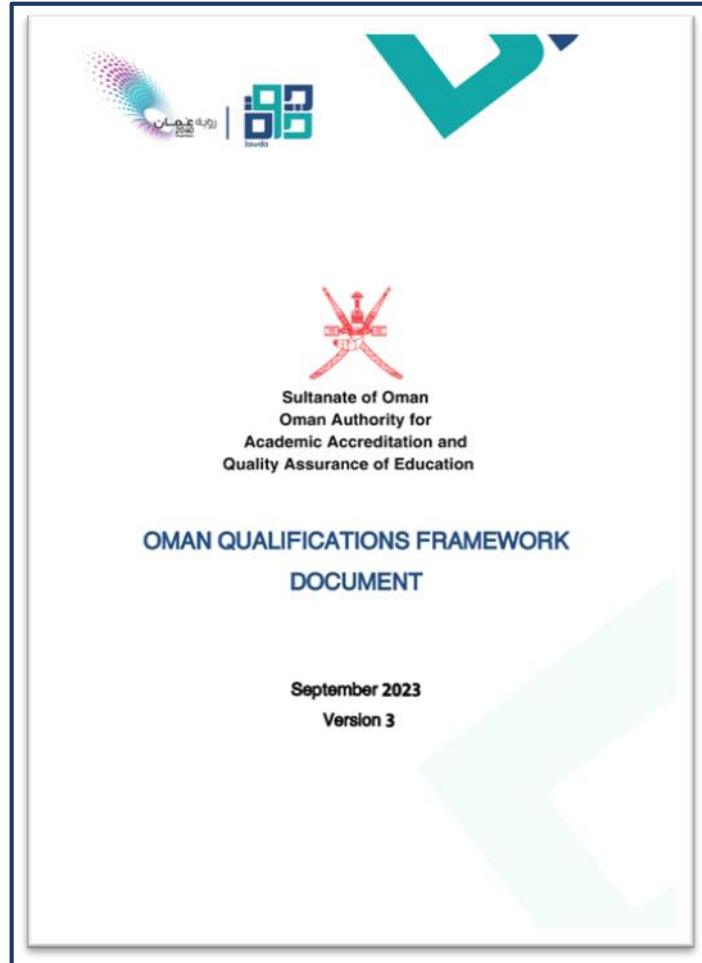 رؤية عُمان
2040
Jawda
Sultanate of Oman
Oman Authority for
Academic Accreditation and
Quality Assurance of Education
OMAN QUALIFICATIONS FRAMEWORK
DOCUMENT
September 2023
Version 3